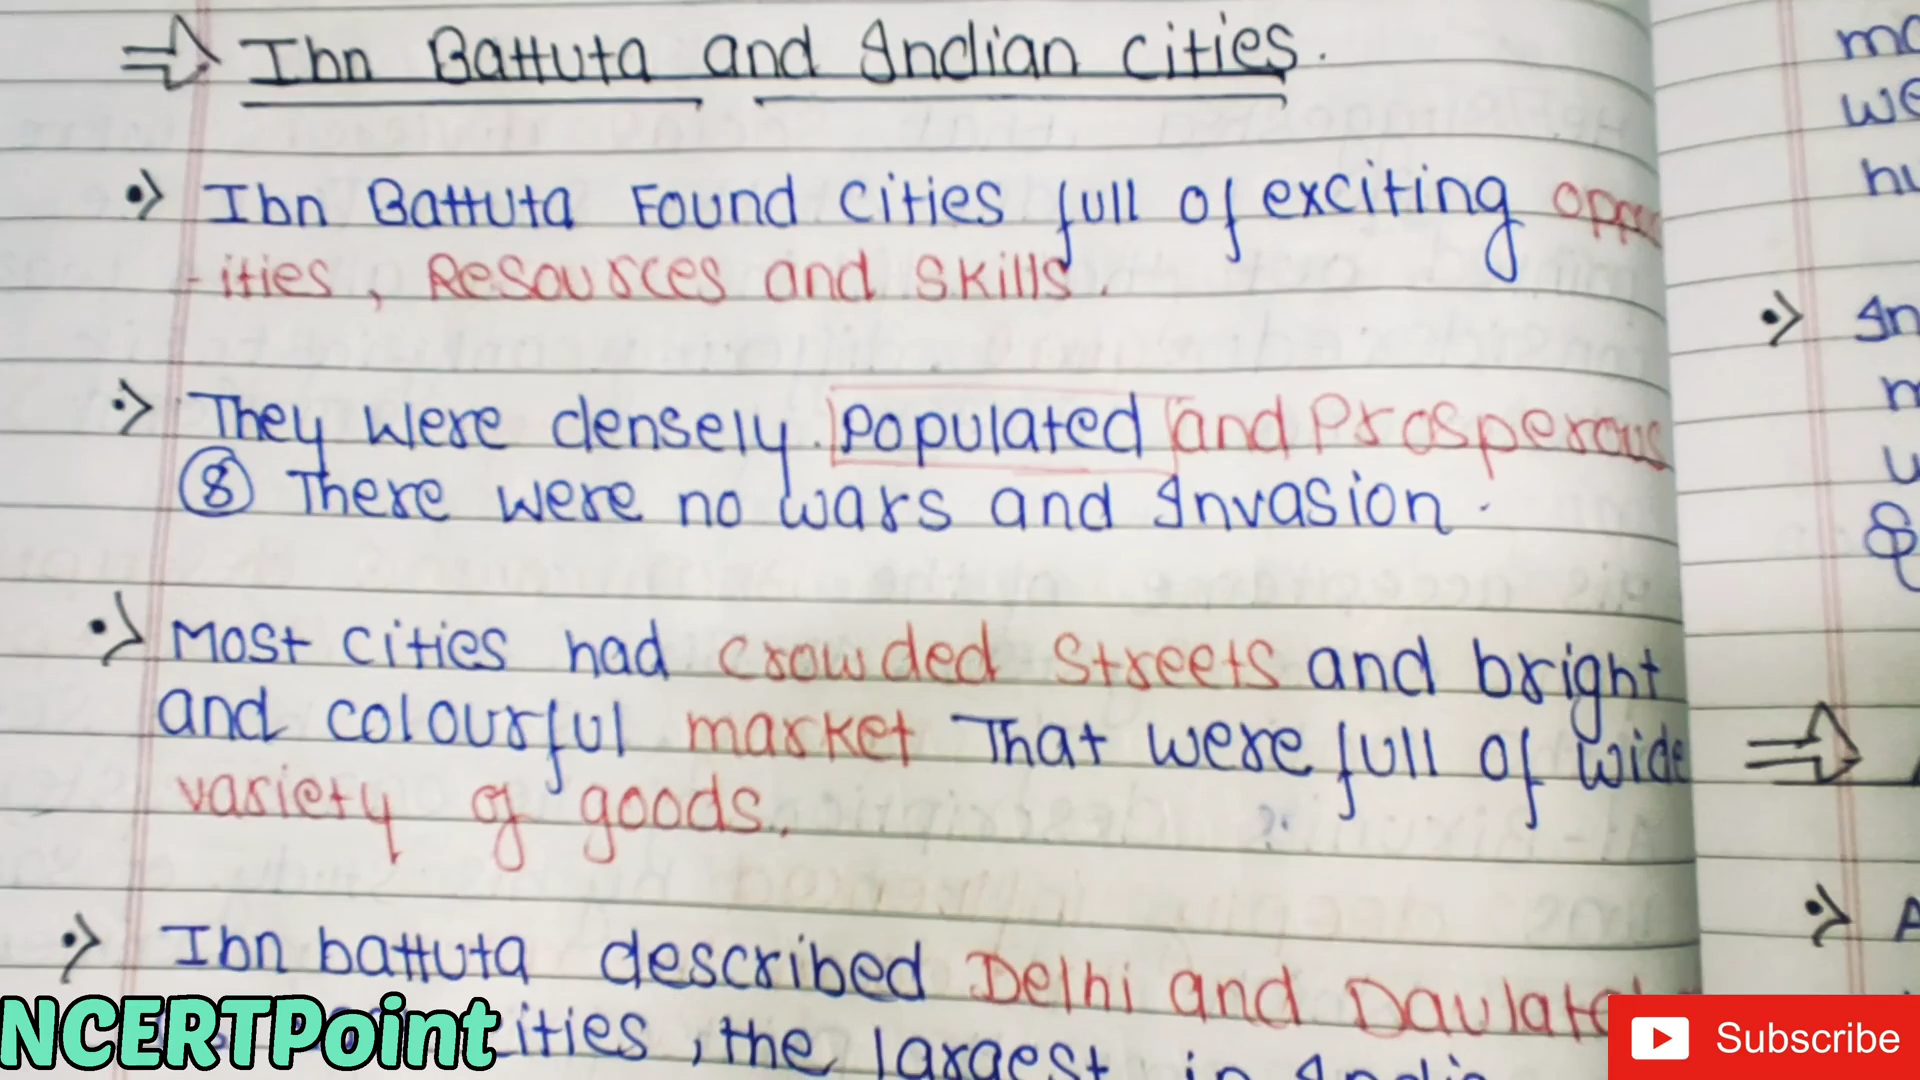 ⇒ Ibn Battuta and Indian cities.
•> Ibn Battuta Found cities full of exciting
-ities, Resources and skills.
•> They were densely populated and Prosperous
& There were no wars and Invasion.
•> Most cities had crowded streets and bright
and colourful market That were full of wide
variety of goods.
•> Ibn battuta described Delhi and
cities, the largest in
NCERTPoint
Subscribe